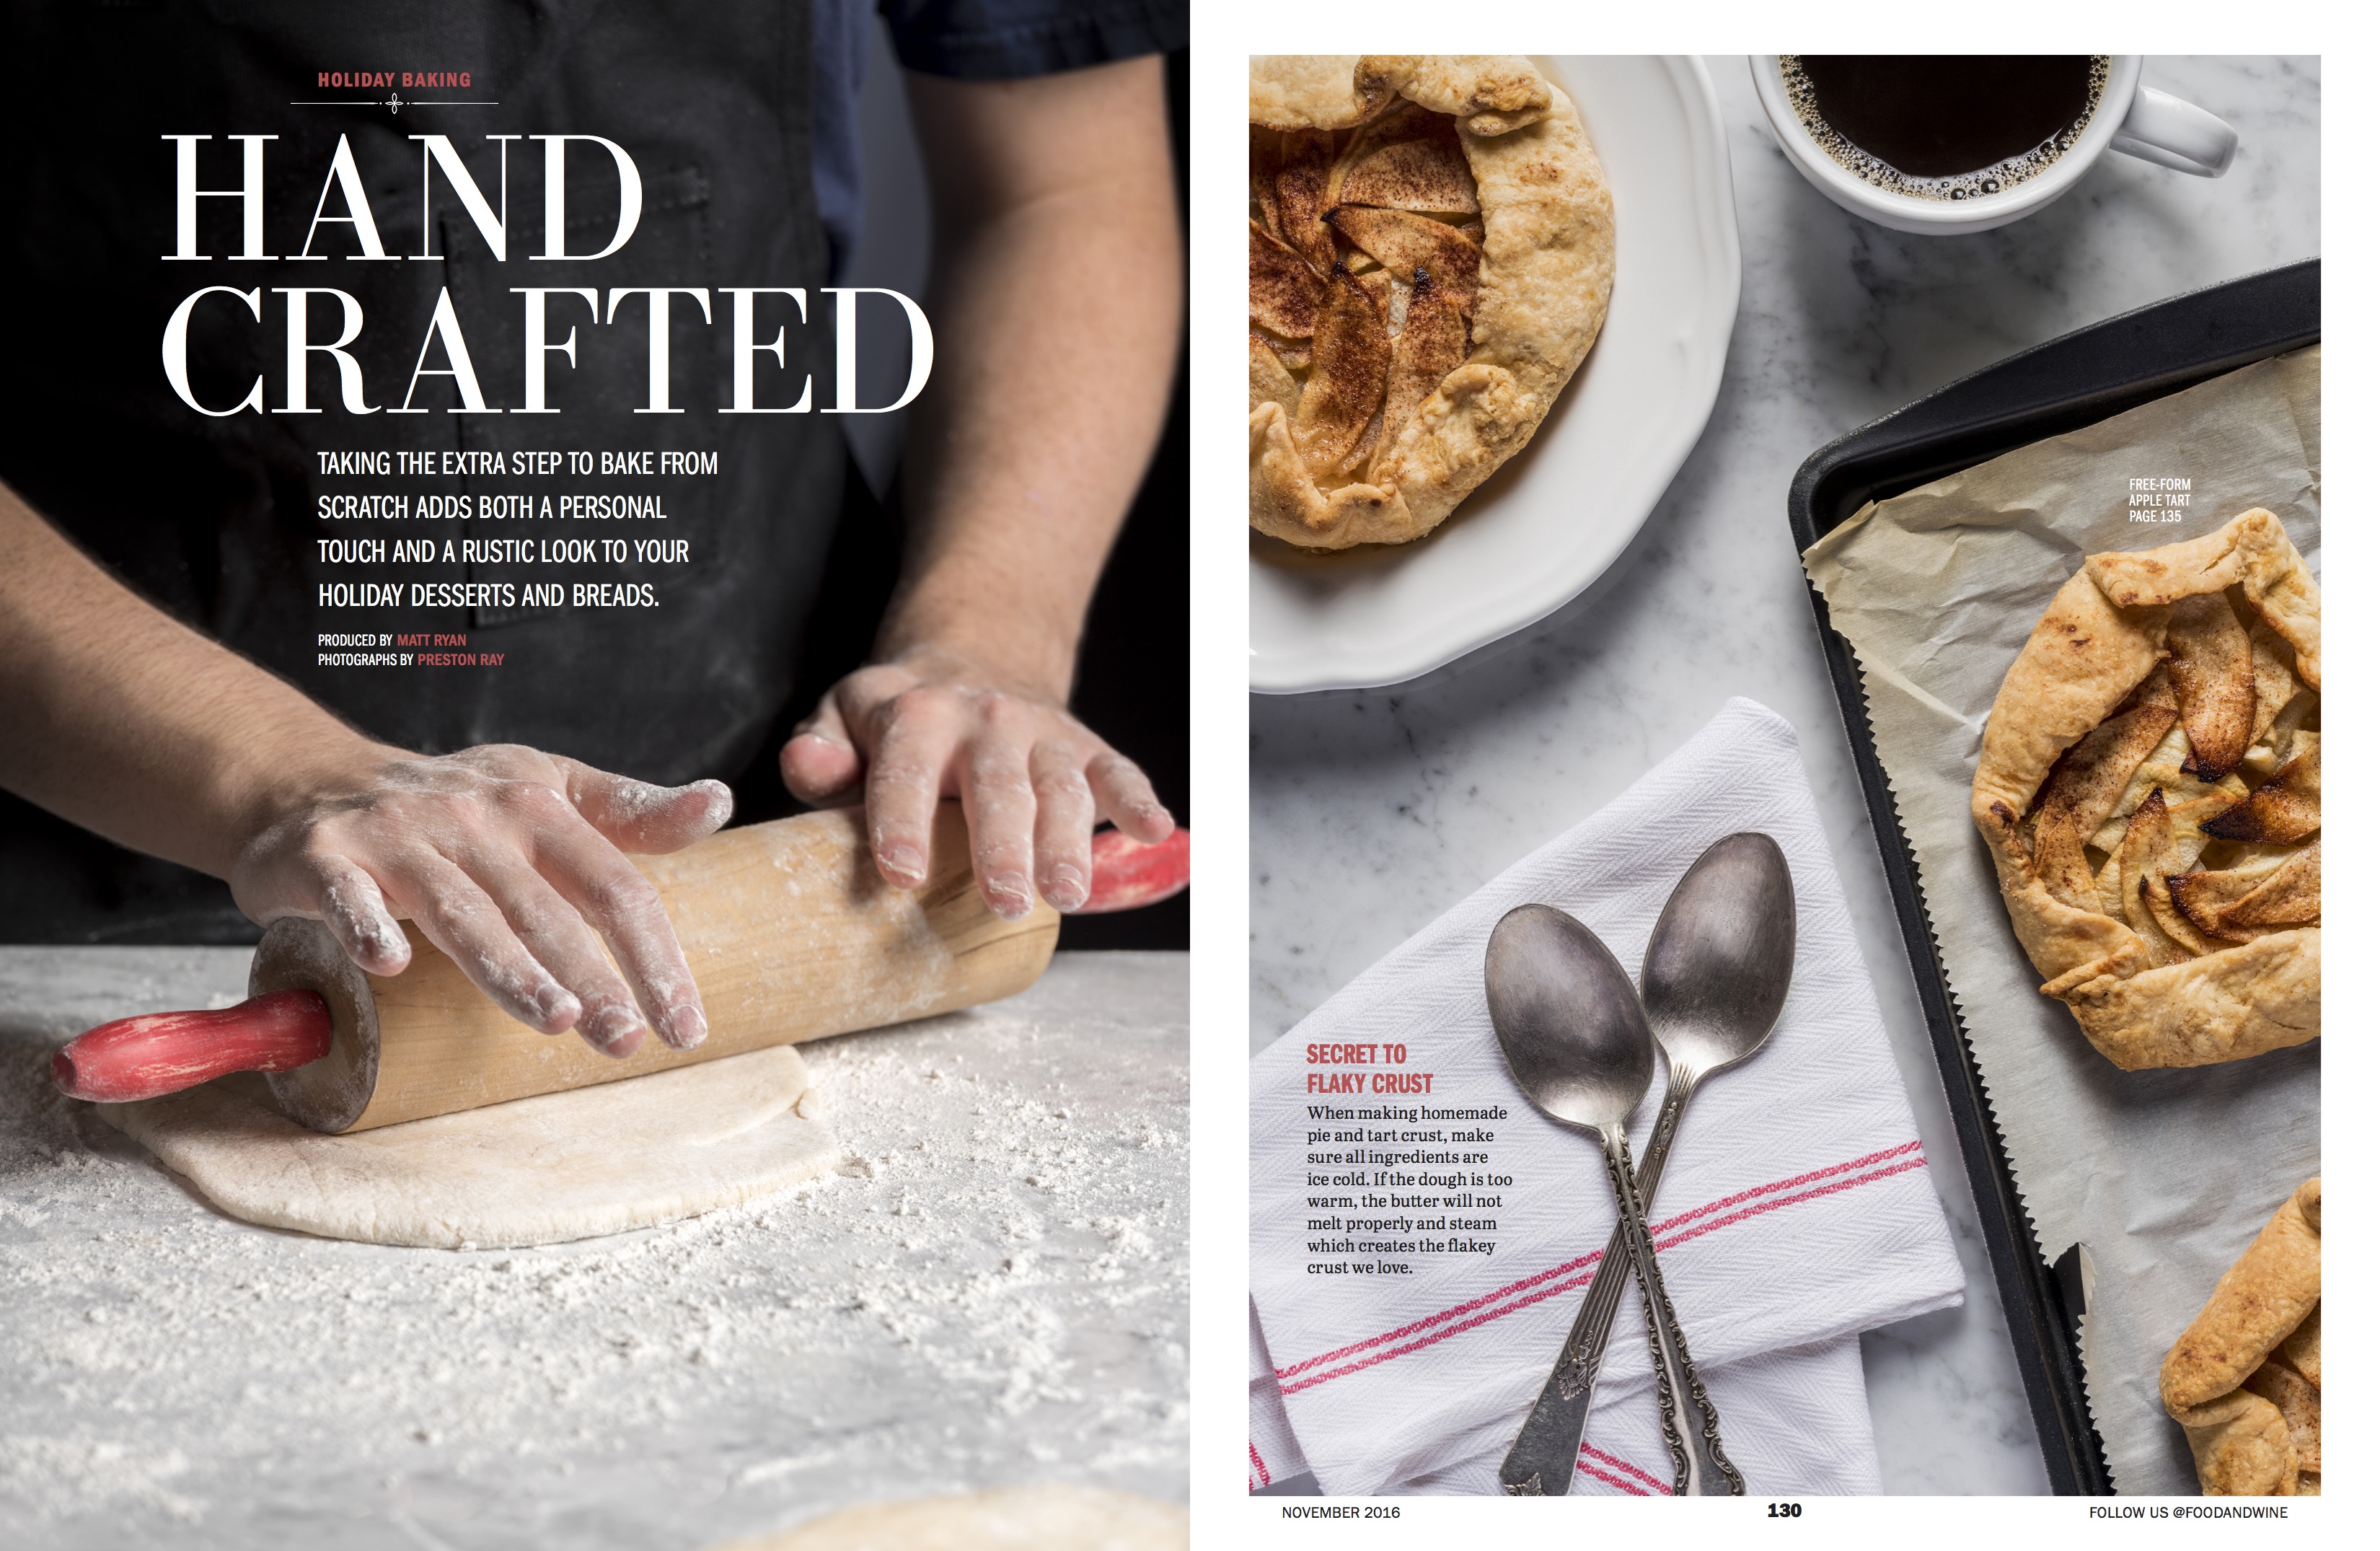 HOLIDAY BAKING
HAND
CRAFTED
TAKING THE EXTRA STEP TO BAKE FROM
SCRATCH ADDS BOTH A PERSONAL
TOUCH AND A RUSTIC LOOK TO YOUR
HOLIDAY DESSERTS AND BREADS.
PRODUCED BY MATT RYAN
PHOTOGRAPHS BY PRESTON RAY
FREE-FORM
APPLE TART
PAGE 135
SECRET TO
FLAKY CRUST
When making homemade
pie and tart crust, make
sure all ingredients are
ice cold. If the dough is too
warm, the butter will not
melt properly and steam
which creates the flakey
crust we love.
NOVEMBER 2016
130
FOLLOW US @FOODANDWINE